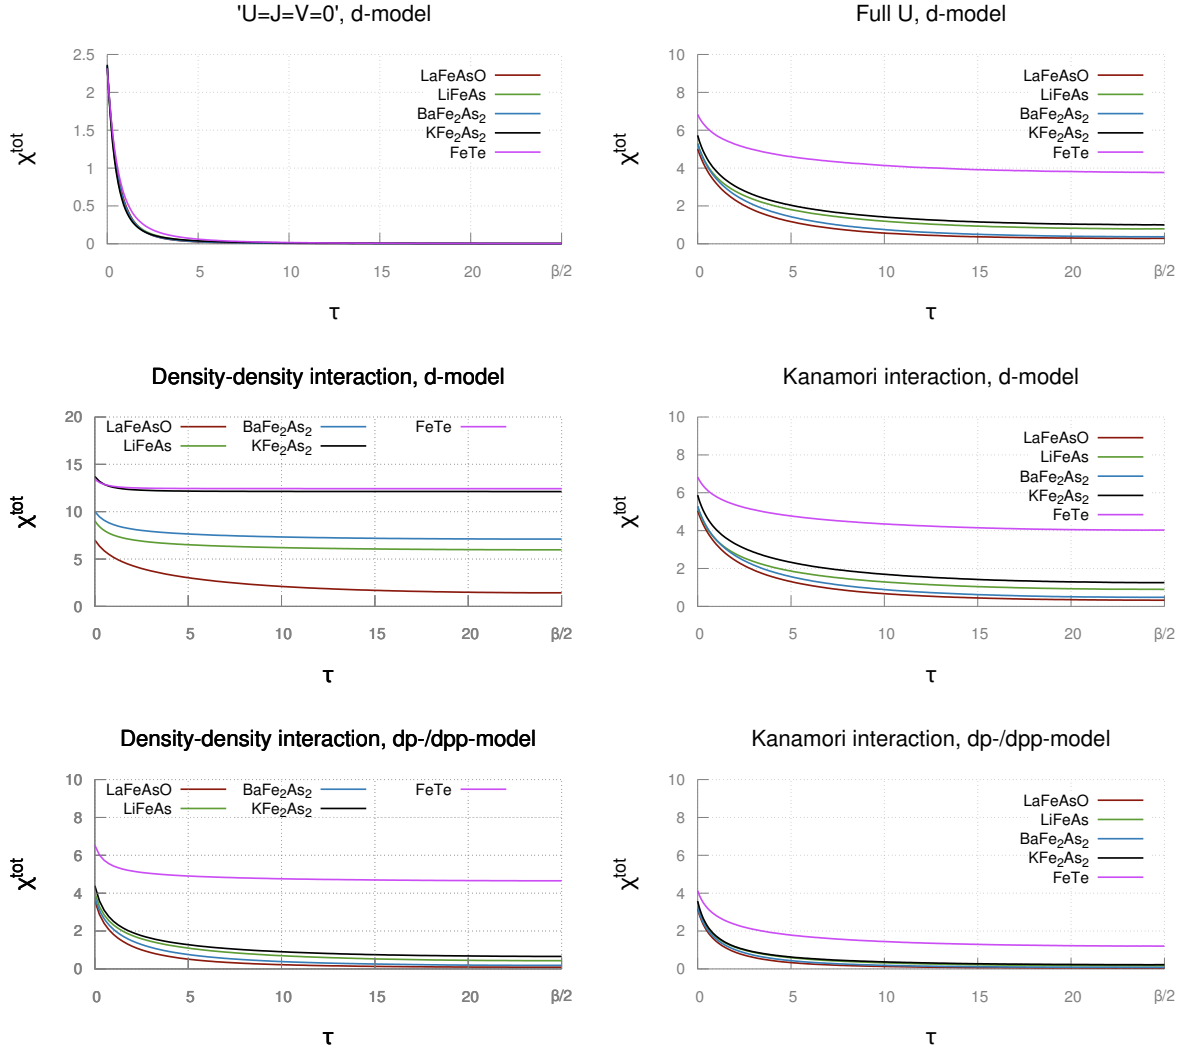 'U=J=V=0', d-model
2.5
2
1.5
1
0.5
0
χtot
LaFeAsO
LiFeAs
BaFe2As2
KFe2As2
FeTe
0 5 10 15 20 β/2
τ
Full U, d-model
10
8
6
4
2
0
χtot
LaFeAsO
LiFeAs
BaFe2As2
KFe2As2
FeTe
0 5 10 15 20 β/2
τ
Density-density interaction, d-model
20
15
10
5
0
χtot
LaFeAsO BaFe2As2 FeTe
LiFeAs KFe2As2
0 5 10 15 20 β/2
τ
Kanamori interaction, d-model
10
8
6
4
2
0
χtot
LaFeAsO
LiFeAs
BaFe2As2
KFe2As2
FeTe
0 5 10 15 20 β/2
τ
Density-density interaction, dp-/dpp-model
10
8
6
4
2
0
χtot
LaFeAsO BaFe2As2 FeTe
LiFeAs KFe2As2
0 5 10 15 20 β/2
τ
Kanamori interaction, dp-/dpp-model
10
8
6
4
2
0
χtot
LaFeAsO
LiFeAs
BaFe2As2
KFe2As2
FeTe
0 5 10 15 20 β/2
τ